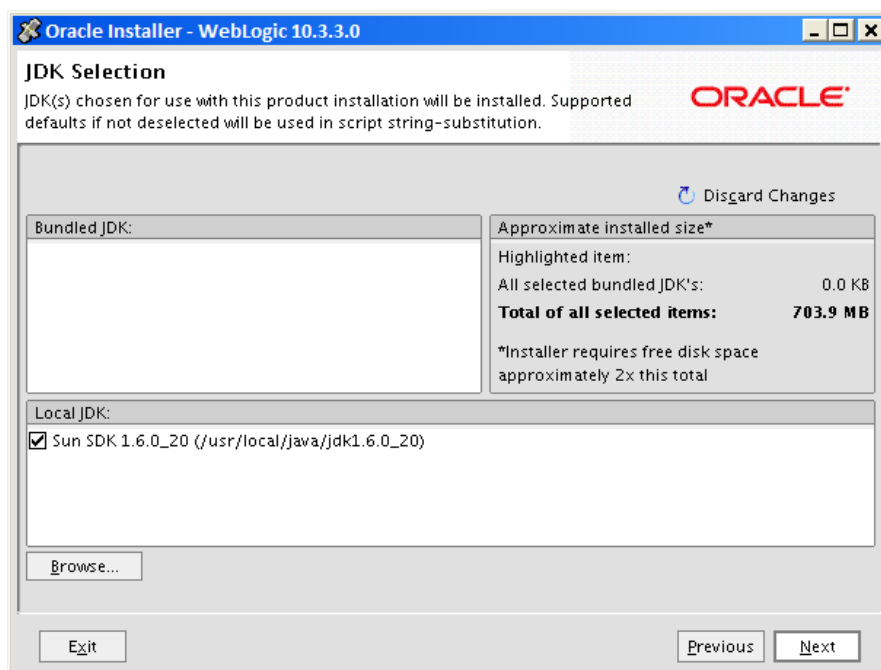 Oracle Installer - WebLogic 10.3.3.0
JDK Selection
JDK(s) chosen for use with this product installation will be installed. Supported
defaults if not deselected will be used in script string-substitution.
ORACLE
Discard Changes
Bundled JDK:
Approximate installed size*
Highlighted item:
All selected bundled JDK's: 0.0 KB
Total of all selected items: 703.9 MB
*Installer requires free disk space
approximately 2x this total
Local JDK:
Sun SDK 1.6.0_20 (/usr/local/java/jdk1.6.0_20)
Browse...
Exit
Previous
Next